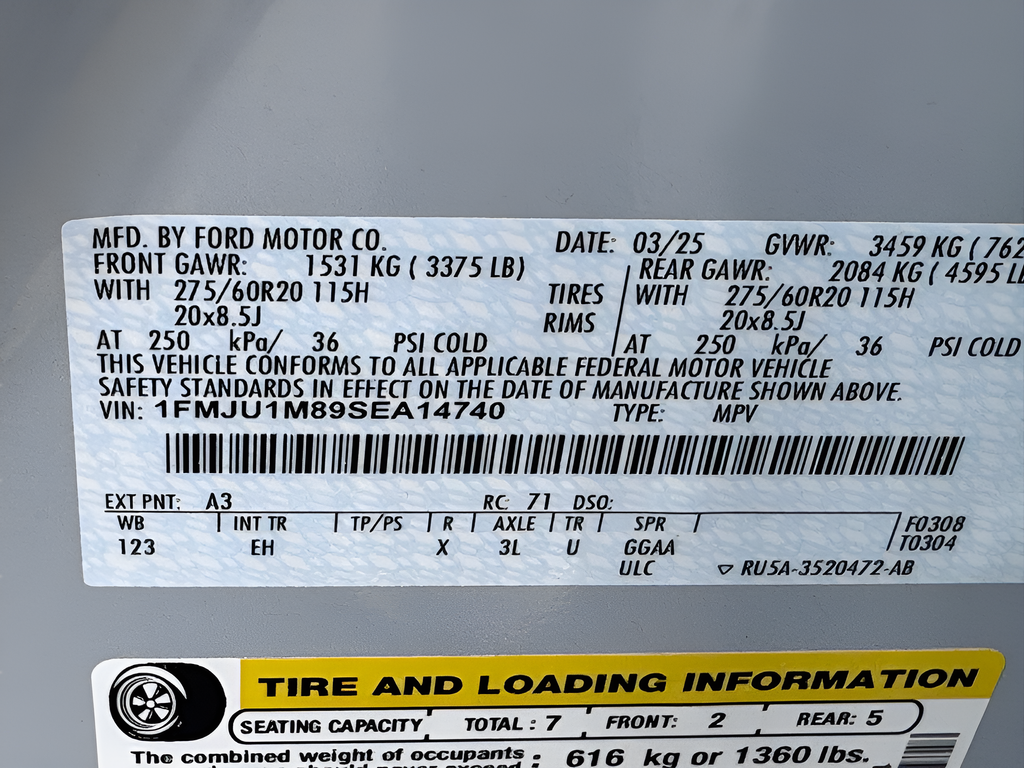 MFD. BY FORD MOTOR CO. DATE: 03/25 GVWR: 3459 KG ( 762
FRONT GAWR: 1531 KG ( 3375 LB) REAR GAWR: 2084 KG ( 4595 LB
WITH 275/60R20 115H TIRES WITH 275/60R20 115H
20x8.5J RIMS 20x8.5J
AT 250 kPa/ 36 PSI COLD AT 250 kPa/ 36 PSI COLD
THIS VEHICLE CONFORMS TO ALL APPLICABLE FEDERAL MOTOR VEHICLE
SAFETY STANDARDS IN EFFECT ON THE DATE OF MANUFACTURE SHOWN ABOVE.
VIN: 1FMJU1M89SEA14740 TYPE: MPV
EXT PNT: A3 RC: 71 DSO:
WB INT TR TP/PS R AXLE TR SPR F0308
123 EH X 3L U GGAA T0304
ULC ▽ RU5A-3520472-AB
TIRE AND LOADING INFORMATION
SEATING CAPACITY TOTAL : 7 FRONT: 2 REAR: 5
The combined weight of occupants : 616 kg or 1360 lbs.
should never exceed :